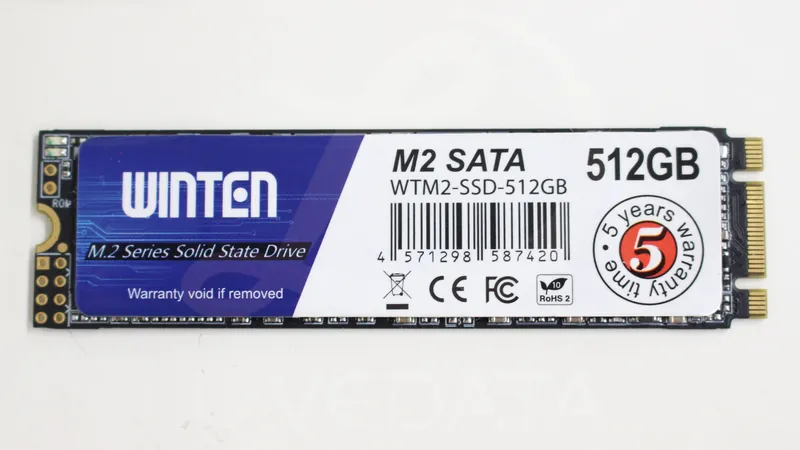 ROM
WINTEN
M.2 Series Solid State Drive
Warranty void if removed
M2 SATA
WTM2-SSD-512GB
4 571298 587420
CE FC
10
RoHS 2
512GB
5 years warranty time
5